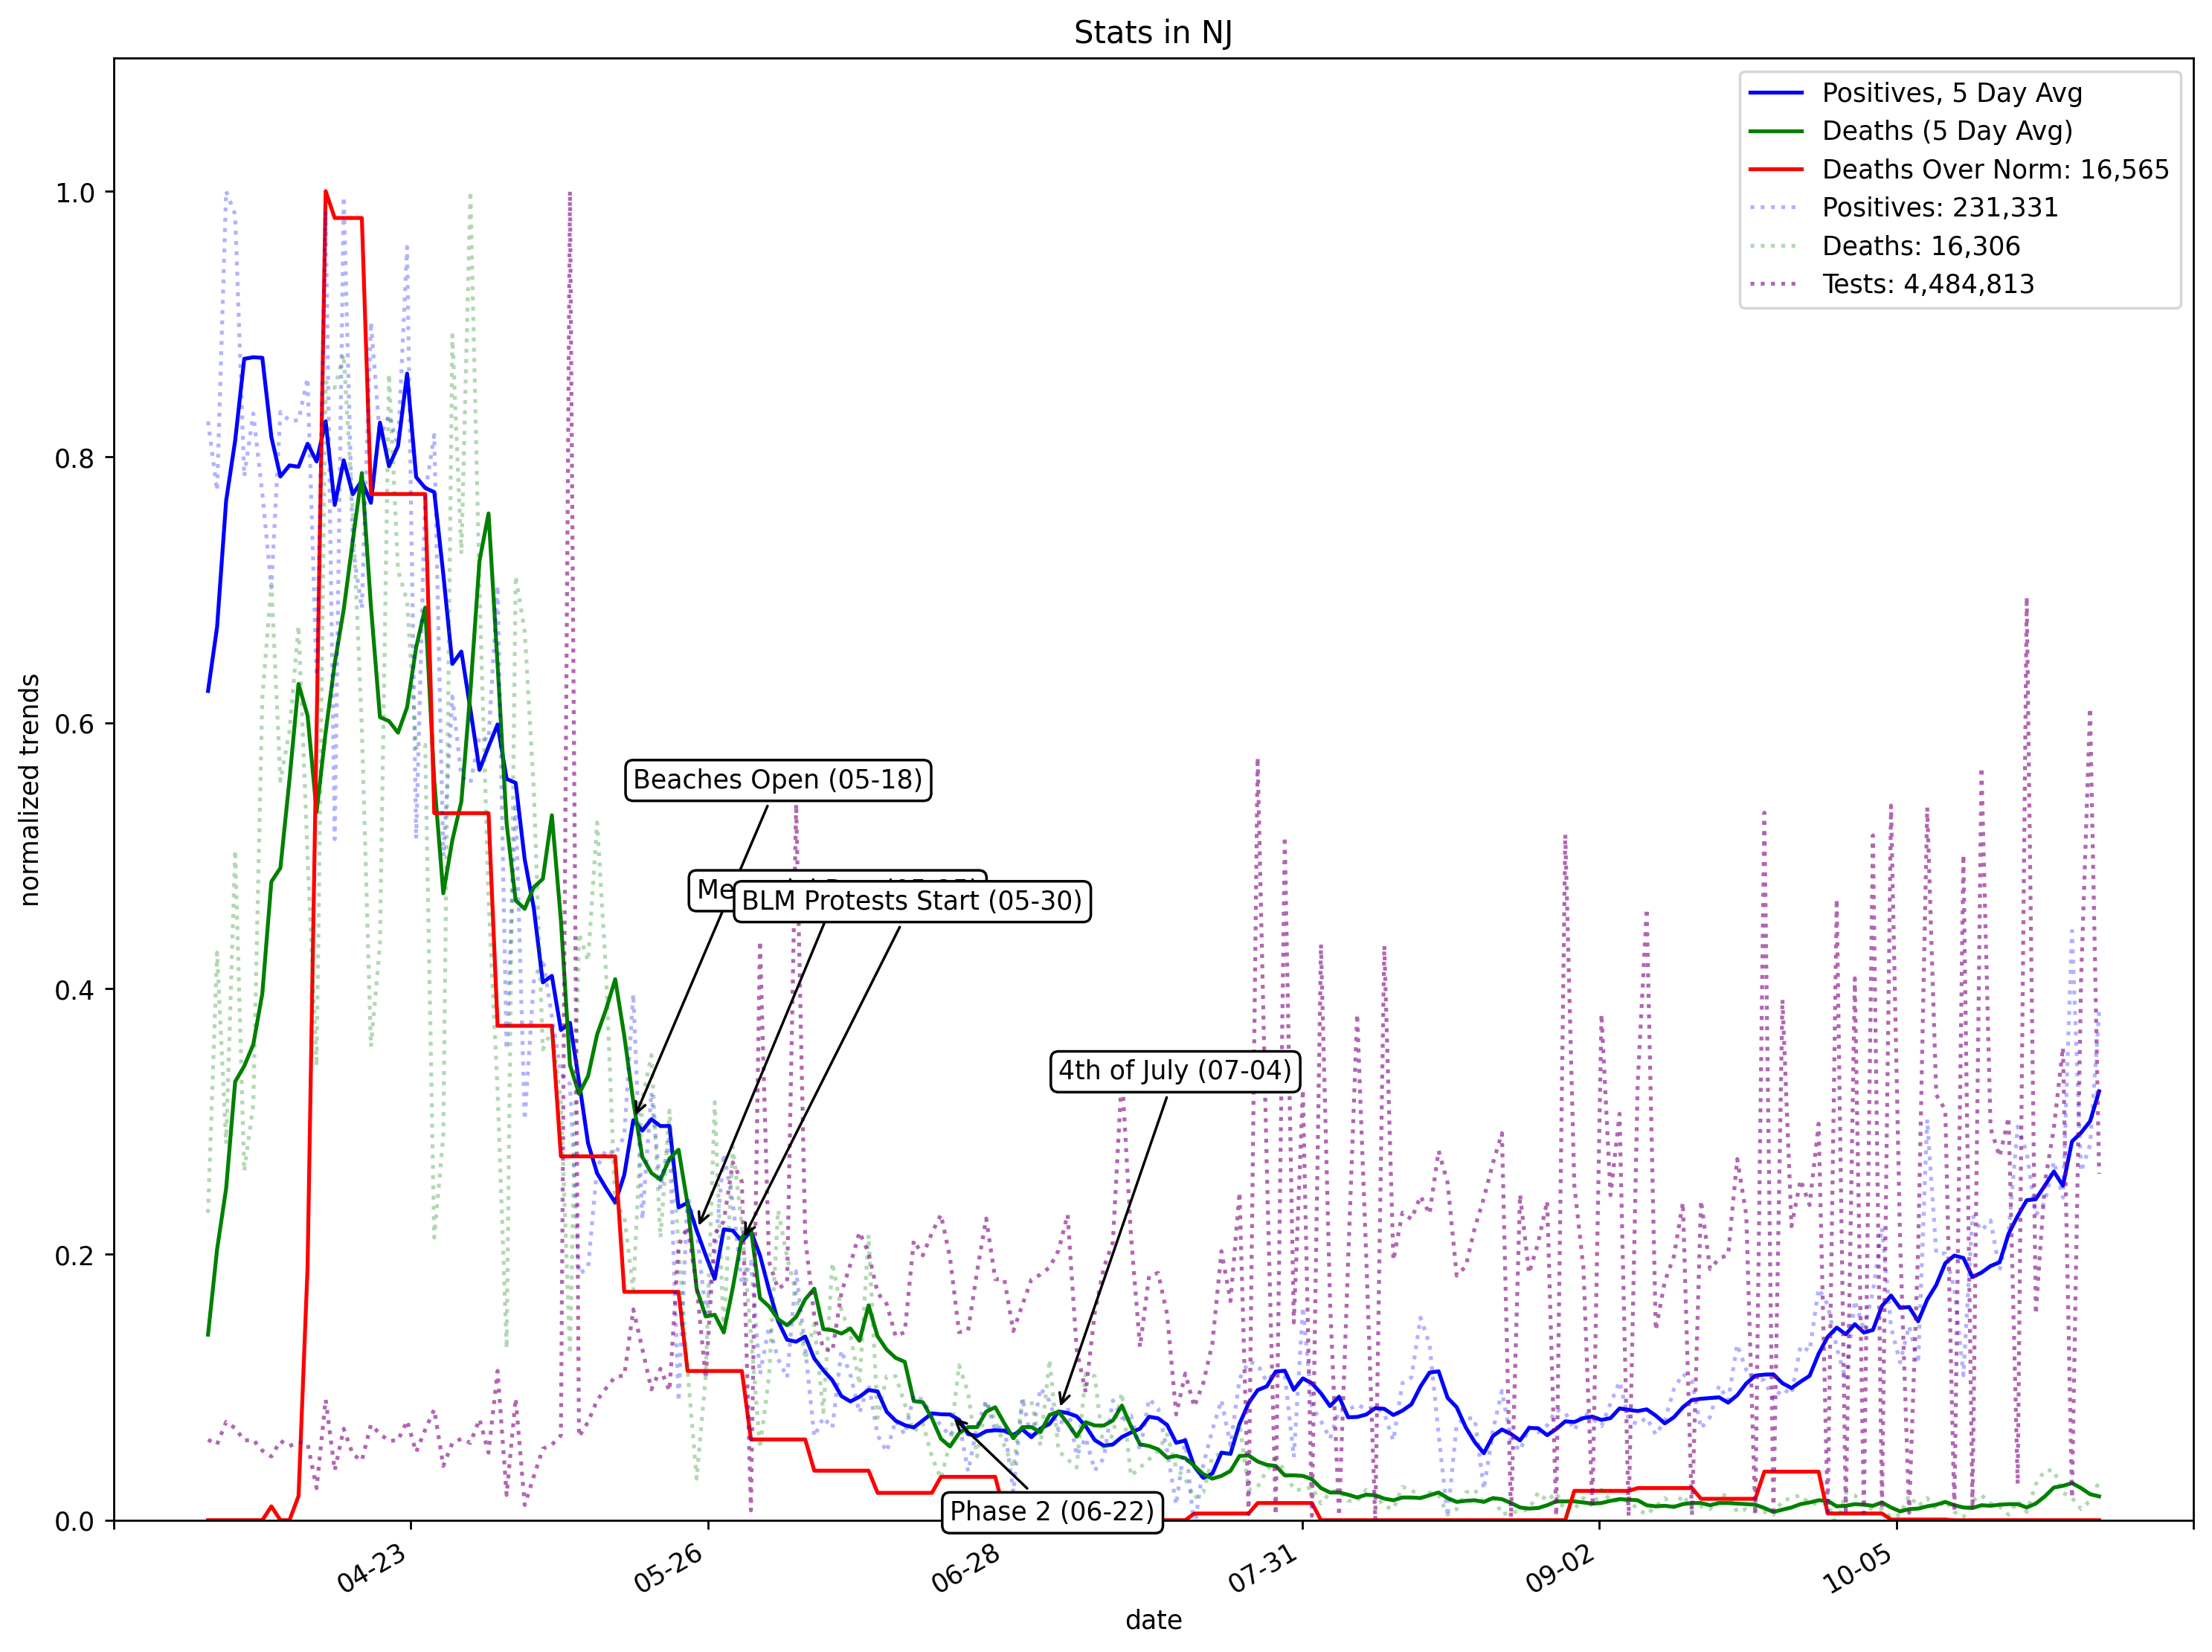 Stats in NJ
Positives, 5 Day Avg
Deaths (5 Day Avg)
Deaths Over Norm: 16,565
Positives: 231,331
Deaths: 16,306
Tests: 4,484,813
normalized trends
1.0
0.8
0.6
0.4
0.2
0.0
Beaches Open (05-18)
BLM Protests Start (05-30)
4th of July (07-04)
Phase 2 (06-22)
04-23
05-26
06-28
07-31
09-02
10-05
date